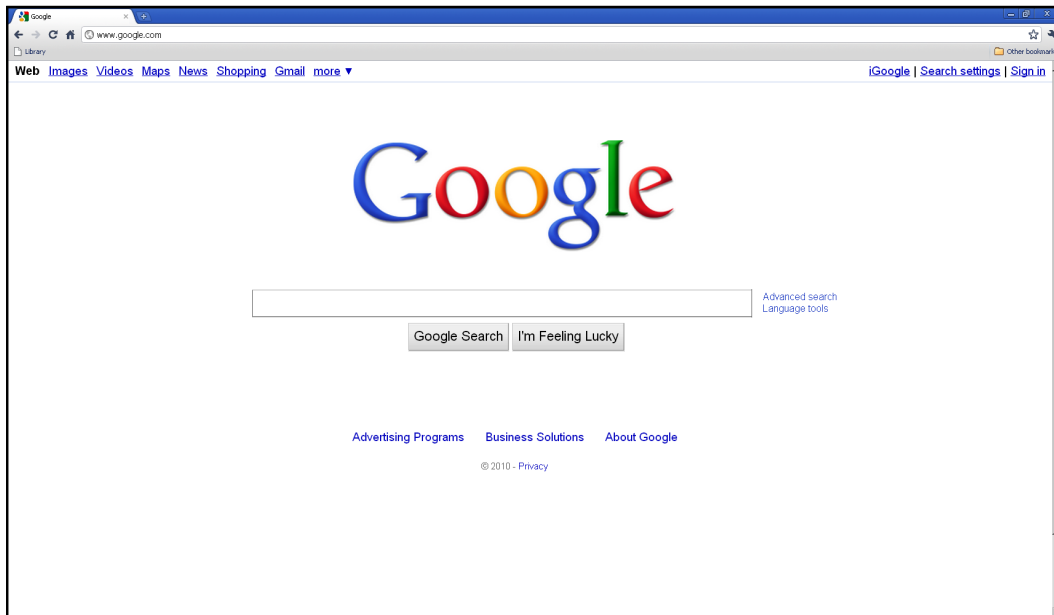 Google
www.google.com
Library
Other bookmark
Web Images Videos Maps News Shopping Gmail more ▼
iGoogle | Search settings | Sign in
Google
Advanced search
Language tools
Google Search I'm Feeling Lucky
Advertising Programs Business Solutions About Google
© 2010 - Privacy